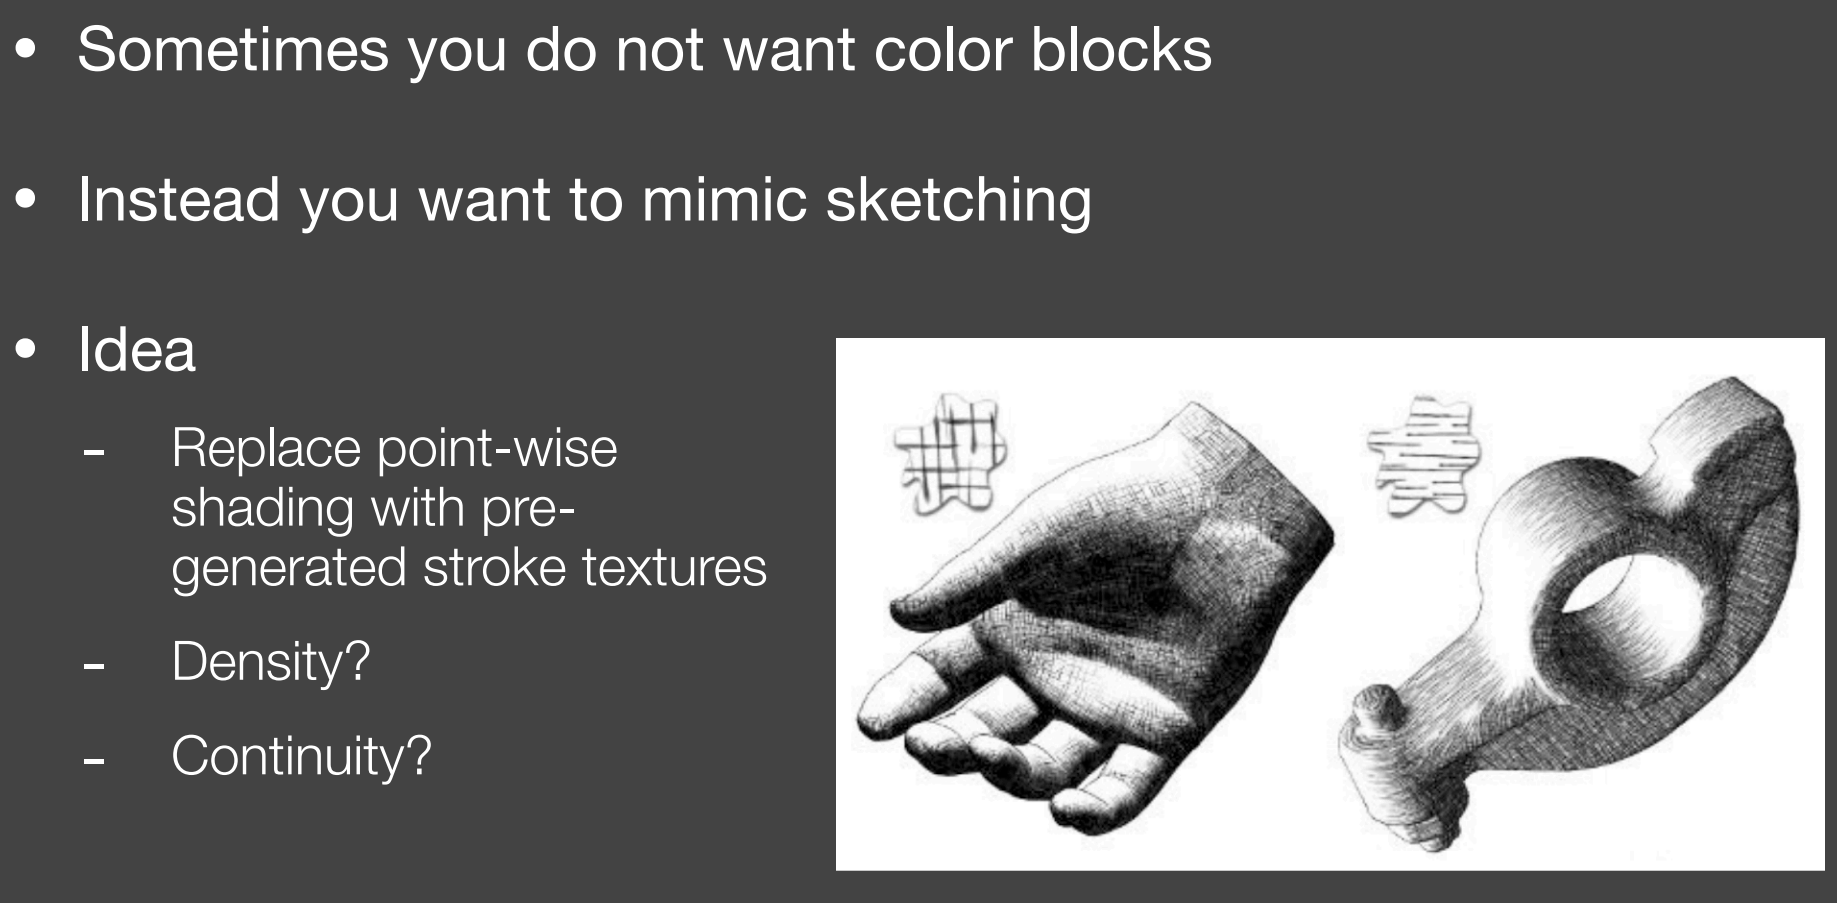 • Sometimes you do not want color blocks
• Instead you want to mimic sketching
• Idea
- Replace point-wise
shading with pre-
generated stroke textures
- Density?
- Continuity?